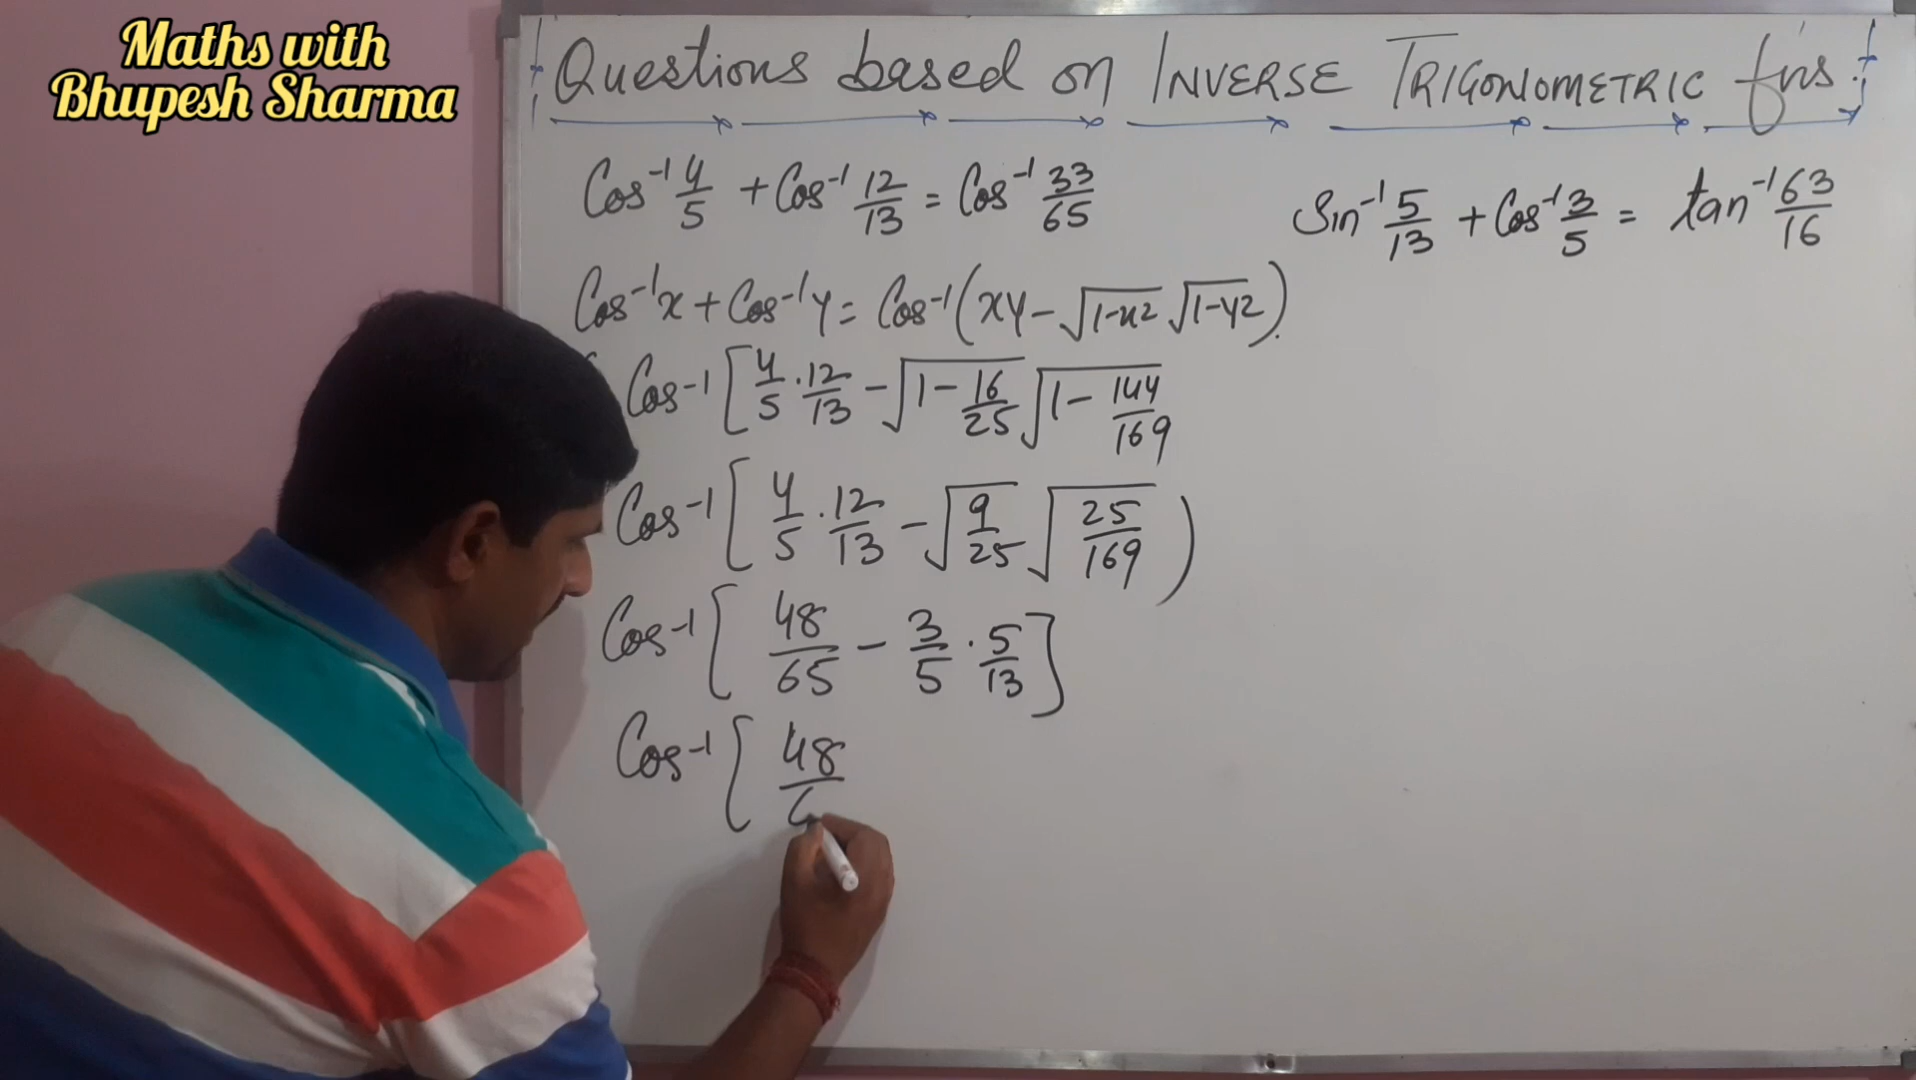 Maths with
Bhupesh Sharma
Questions based on INVERSE TRIGONOMETRIC fns.
Cos⁻¹ 4/5 + Cos⁻¹ 12/13 = Cos⁻¹ 33/65
Sin⁻¹ 5/13 + Cos⁻¹ 3/5 = tan⁻¹ 63/16
Cos⁻¹x + Cos⁻¹y = Cos⁻¹(xy - √1-x² √1-y²).
Cos⁻¹ [ 4/5 · 12/13 - √1 - 16/25 √1 - 144/169
Cos⁻¹ [ 4/5 · 12/13 - √9/25 √25/169 )
Cos⁻¹ [ 48/65 - 3/5 · 5/13 ]
Cos⁻¹ [ 48/6